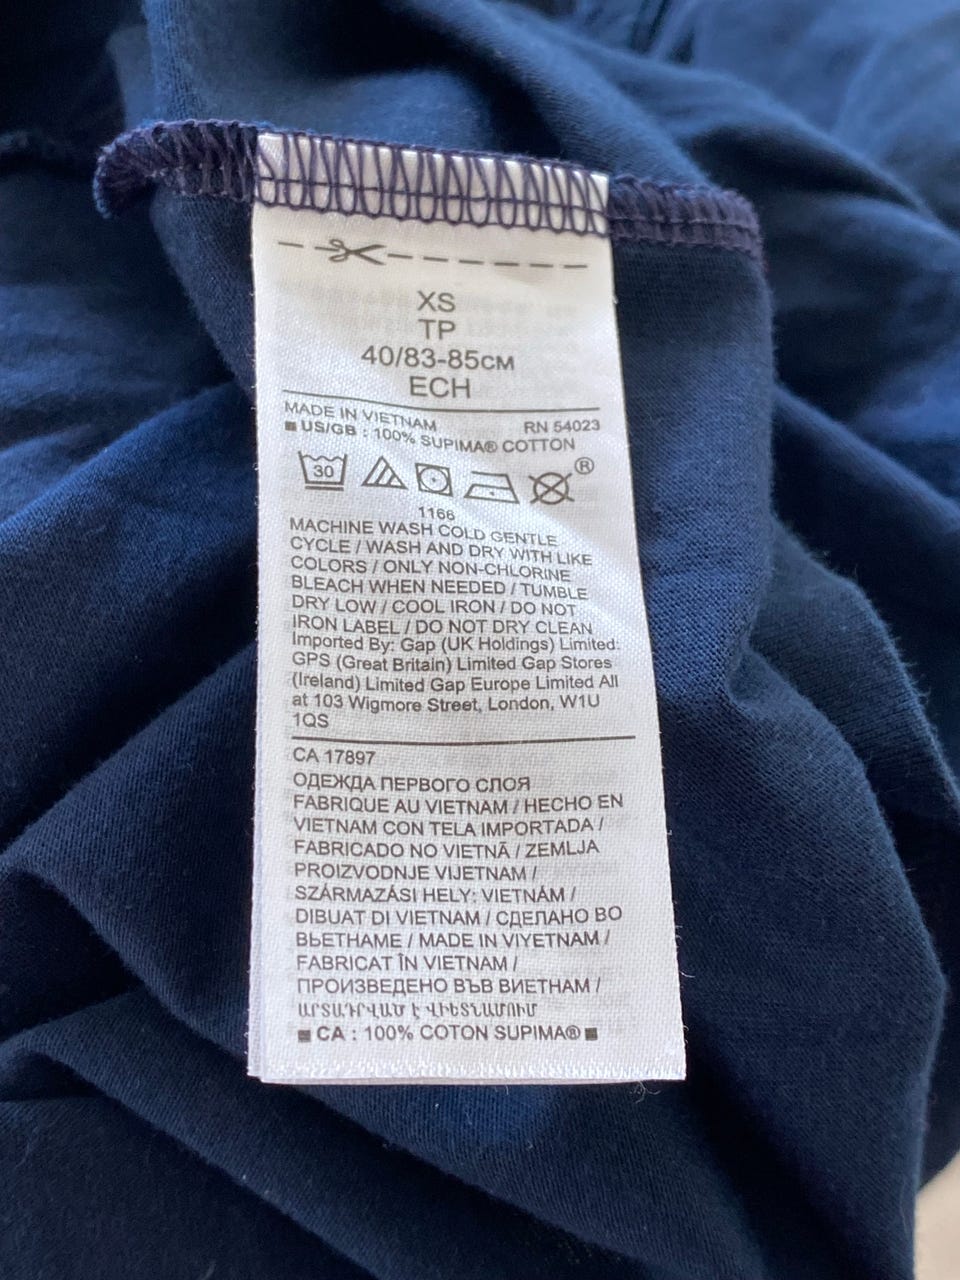 XS
TP
40/83-85CM
ECH
MADE IN VIETNAM RN 54023
■ US/GB : 100% SUPIMA® COTTON
30 ®
1166
MACHINE WASH COLD GENTLE
CYCLE / WASH AND DRY WITH LIKE
COLORS / ONLY NON-CHLORINE
BLEACH WHEN NEEDED / TUMBLE
DRY LOW / COOL IRON / DO NOT
IRON LABEL / DO NOT DRY CLEAN
Imported By: Gap (UK Holdings) Limited:
GPS (Great Britain) Limited Gap Stores
(Ireland) Limited Gap Europe Limited All
at 103 Wigmore Street, London, W1U
1QS
CA 17897
ОДЕЖДА ПЕРВОГО СЛОЯ
FABRIQUE AU VIETNAM / HECHO EN
VIETNAM CON TELA IMPORTADA /
FABRICADO NO VIETNÃ / ZEMLJA
PROIZVODNJE VIJETNAM /
SZÁRMAZÁSI HELY: VIETNÁM /
DIBUAT DI VIETNAM / СДЕЛАНО ВО
ВЬЕТНАМЕ / MADE IN VIYETNAM /
FABRICAT ÎN VIETNAM /
ПРОИЗВЕДЕНО ВЪВ ВИЕТНАМ /
ԱՐՏԱԴՐՎԱԾ Է ՎԻԵՏՆԱՄՈՒՄ
■ CA : 100% COTON SUPIMA® ■